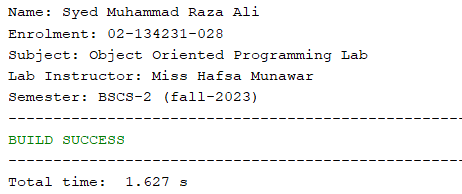 Name: Syed Muhammad Raza Ali
Enrolment: 02-134231-028
Subject: Object Oriented Programming Lab
Lab Instructor: Miss Hafsa Munawar
Semester: BSCS-2 (fall-2023)
---------------------------------------------------
BUILD SUCCESS
---------------------------------------------------
Total time:  1.627 s